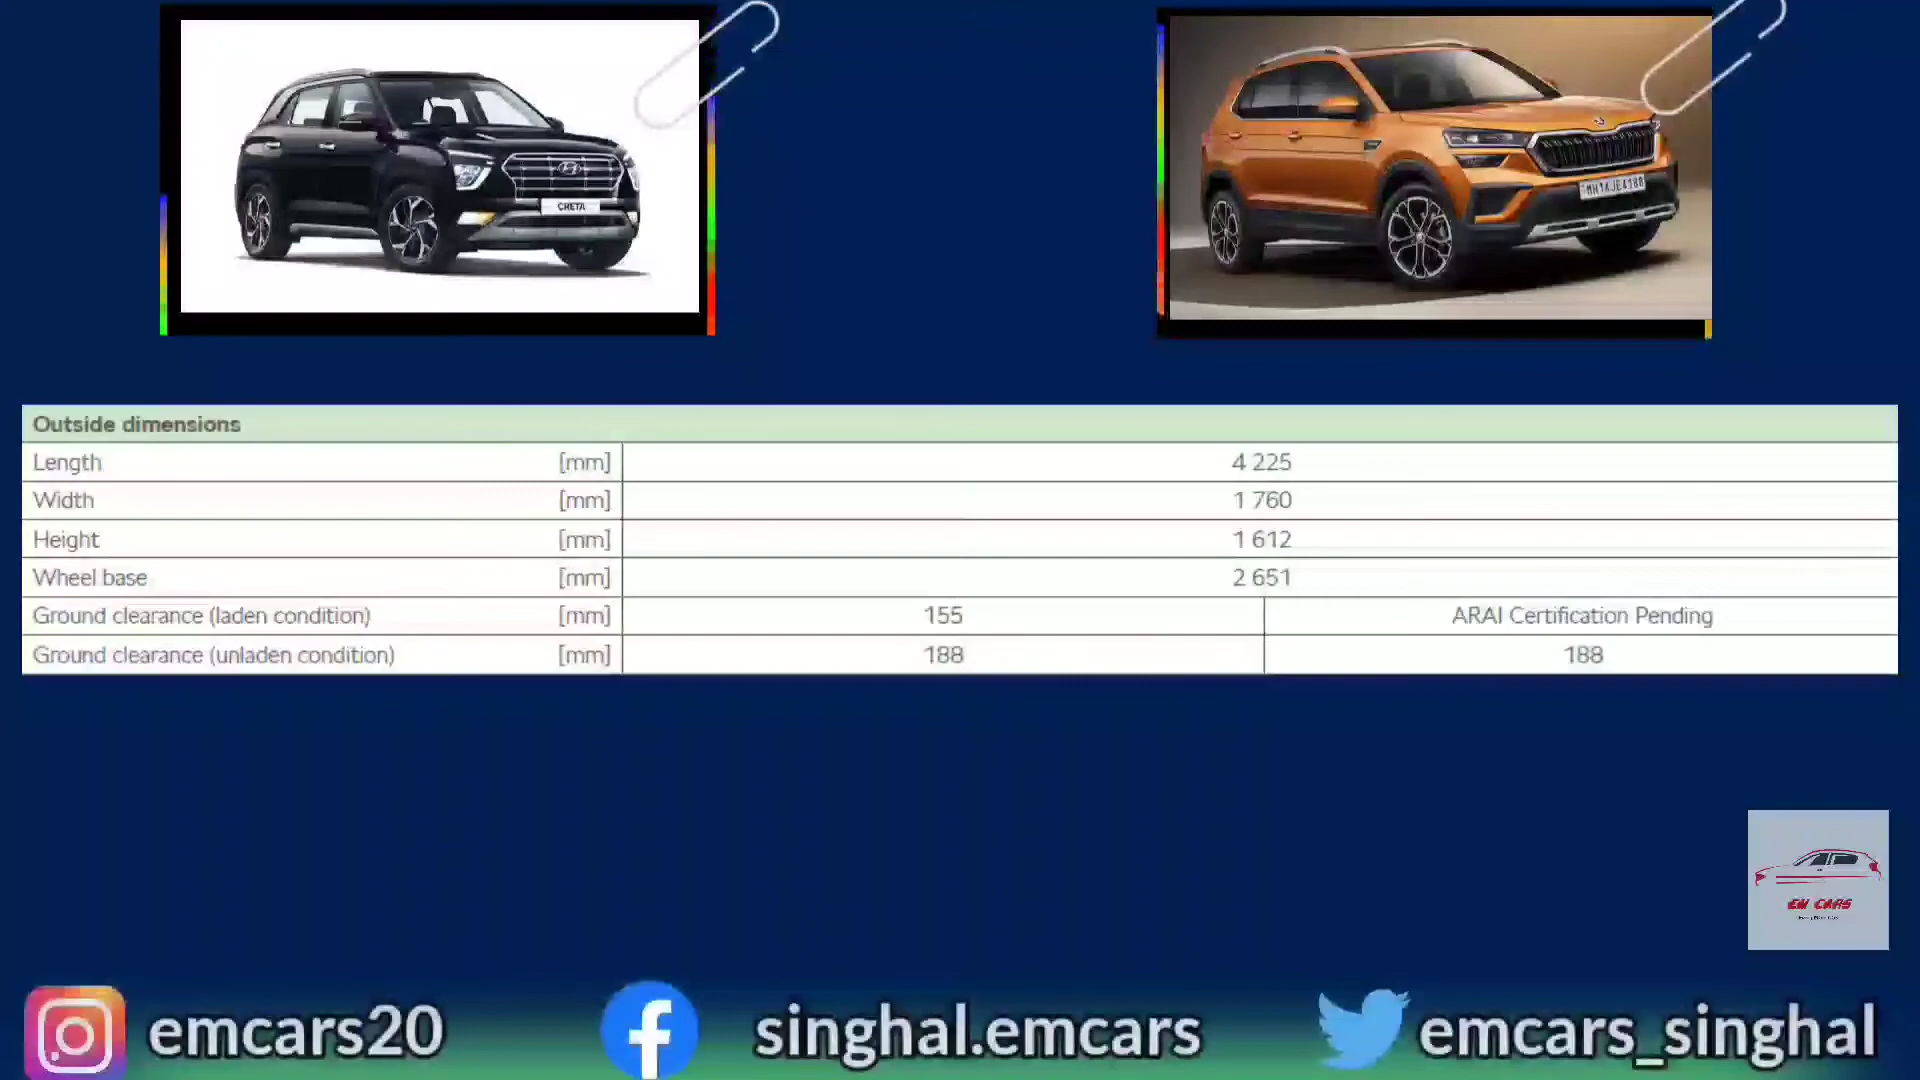 CRETA
Outside dimensions
Length [mm] 4 225
Width [mm] 1 760
Height [mm] 1 612
Wheel base [mm] 2 651
Ground clearance (laden condition) [mm] 155 ARAI Certification Pending
Ground clearance (unladen condition) [mm] 188 188
EM CARS
emcars20 singhal.emcars emcars_singhal